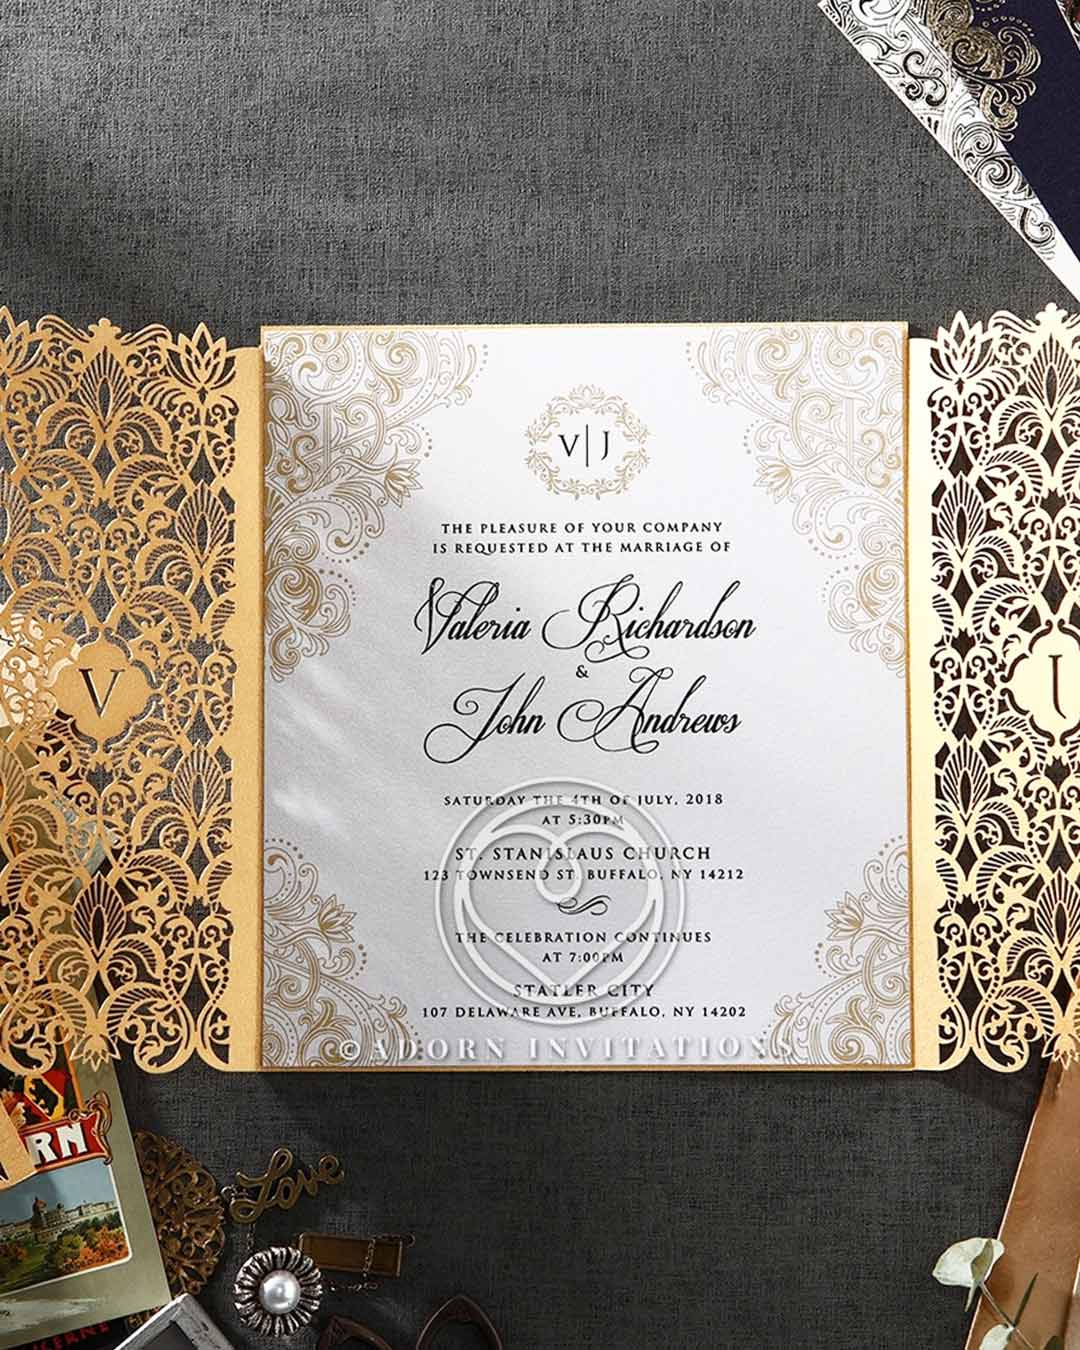 V|J
THE PLEASURE OF YOUR COMPANY
IS REQUESTED AT THE MARRIAGE OF
Valeria Richardson
&
John Andrews
V
J
SATURDAY THE 4TH OF JULY, 2018
AT 5:30PM
ST. STANISLAUS CHURCH
123 TOWNSEND ST. BUFFALO, NY 14212
THE CELEBRATION CONTINUES
AT 7:00PM
STATLER CITY
107 DELAWARE AVE, BUFFALO, NY 14202
©ADORN INVITATIONS
RN
Love